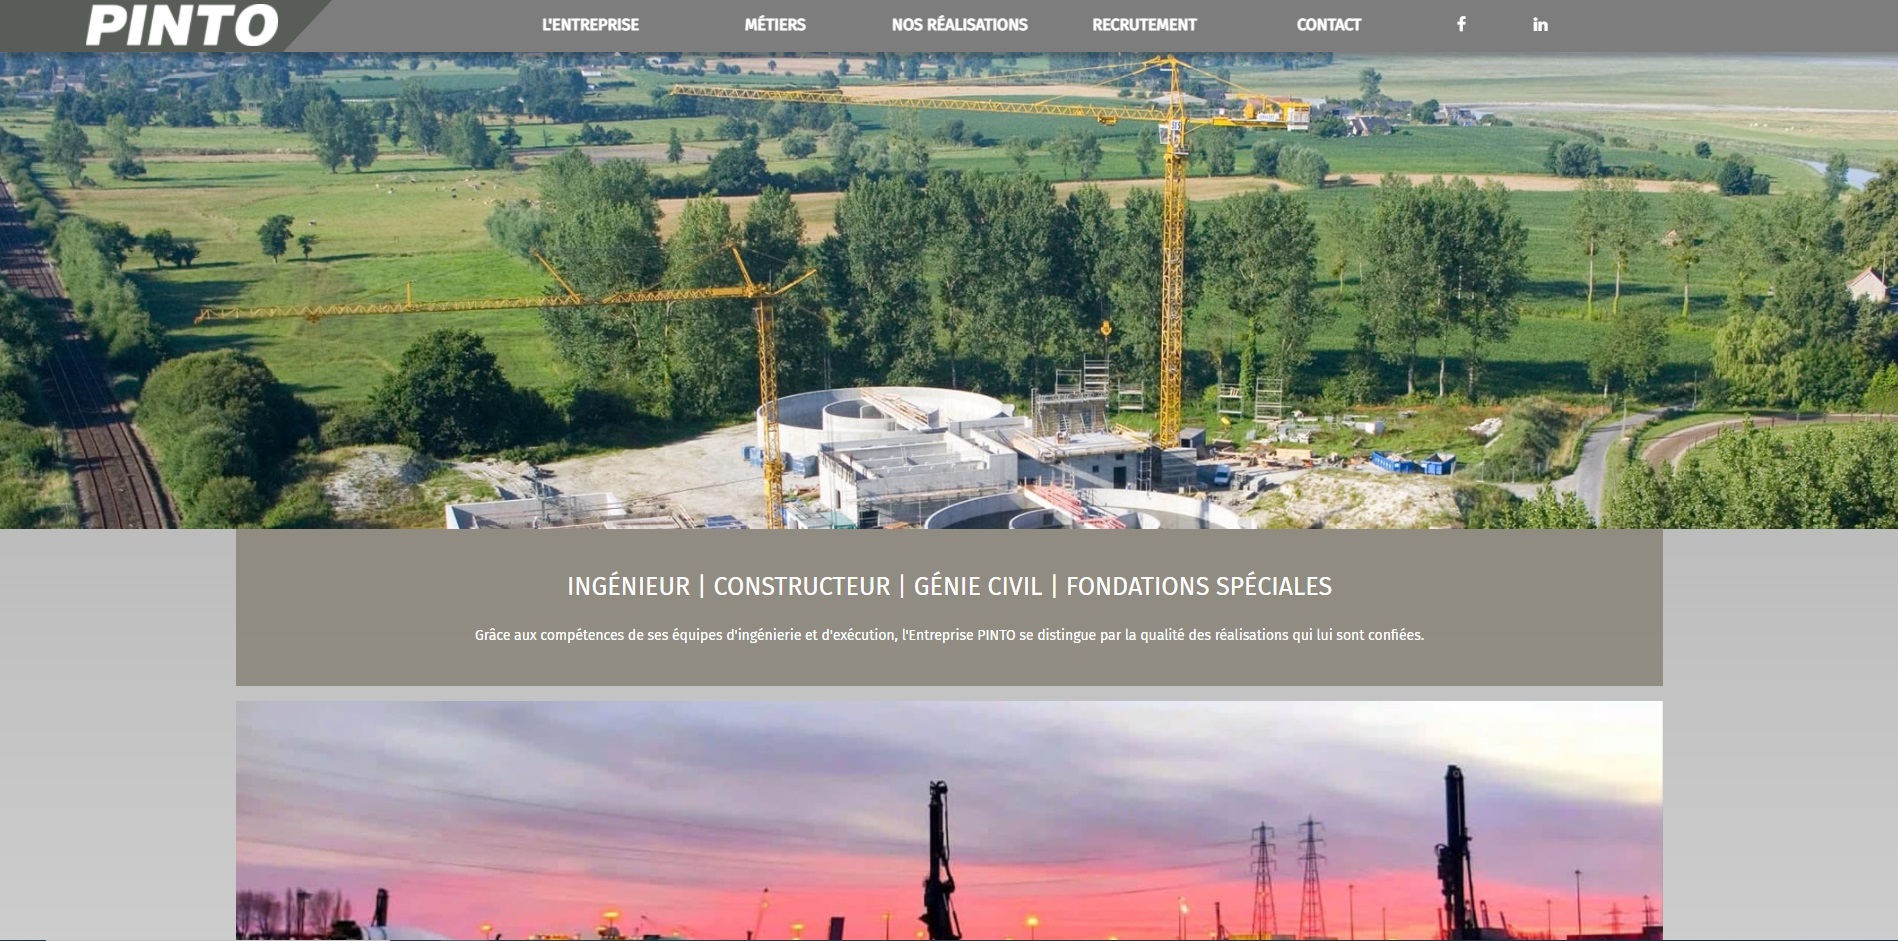 PINTO
L'ENTREPRISE
MÉTIERS
NOS RÉALISATIONS
RECRUTEMENT
CONTACT
f
in
INGÉNIEUR | CONSTRUCTEUR | GÉNIE CIVIL | FONDATIONS SPÉCIALES
Grâce aux compétences de ses équipes d'ingénierie et d'exécution, l'Entreprise PINTO se distingue par la qualité des réalisations qui lui sont confiées.